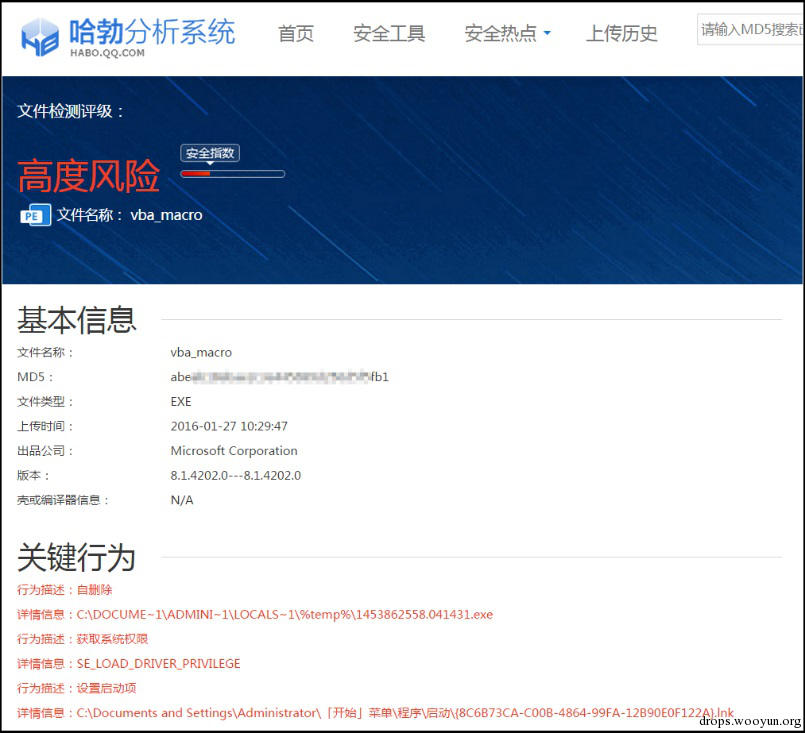 哈勃分析系统
HABO.QQ.COM
首页 安全工具 安全热点 上传历史 请输入MD5搜索
文件检测评级：
安全指数
高度风险
PE 文件名称： vba_macro
基本信息
文件名称： vba_macro
MD5： abe fb1
文件类型： EXE
上传时间： 2016-01-27 10:29:47
出品公司： Microsoft Corporation
版本： 8.1.4202.0---8.1.4202.0
壳或编译器信息： N/A
关键行为
行为描述：自删除
详情信息：C:\DOCUME~1\ADMINI~1\LOCALS~1\%temp%\1453862558.041431.exe
行为描述：获取系统权限
详情信息：SE_LOAD_DRIVER_PRIVILEGE
行为描述：设置启动项
详情信息：C:\Documents and Settings\Administrator\「开始」菜单\程序\启动\{8C6B73CA-C00B-4864-99FA-12B90E0F122A}.lnk
drops.wooyun.org